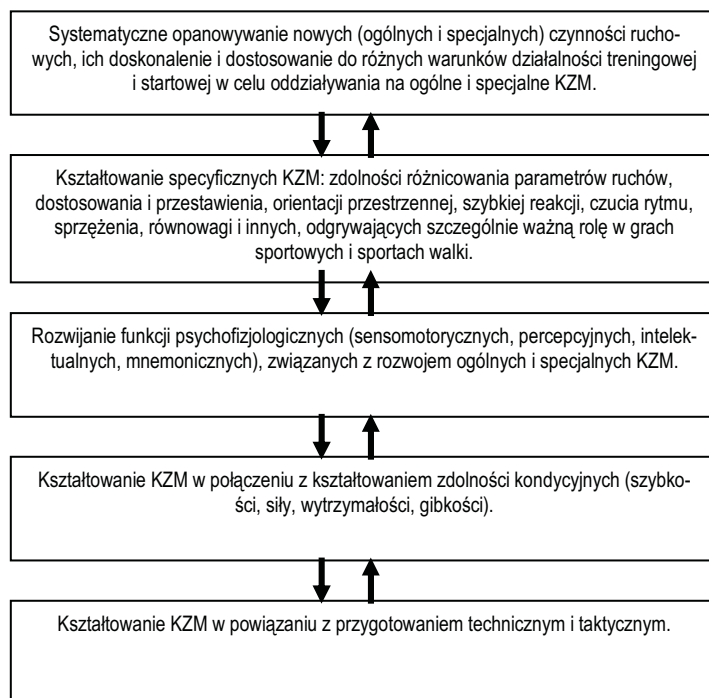 Systematyczne opanowywanie nowych (ogólnych i specjalnych) czynności rucho-
wych, ich doskonalenie i dostosowanie do różnych warunków działalności treningowej
i startowej w celu oddziaływania na ogólne i specjalne KZM.
Kształtowanie specyficznych KZM: zdolności różnicowania parametrów ruchów,
dostosowania i przestawienia, orientacji przestrzennej, szybkiej reakcji, czucia rytmu,
sprzężenia, równowagi i innych, odgrywających szczególnie ważną rolę w grach
sportowych i sportach walki.
Rozwijanie funkcji psychofizjologicznych (sensomotorycznych, percepcyjnych, intelek-
tualnych, mnemonicznych), związanych z rozwojem ogólnych i specjalnych KZM.
Kształtowanie KZM w połączeniu z kształtowaniem zdolności kondycyjnych (szybko-
ści, siły, wytrzymałości, gibkości).
Kształtowanie KZM w powiązaniu z przygotowaniem technicznym i taktycznym.